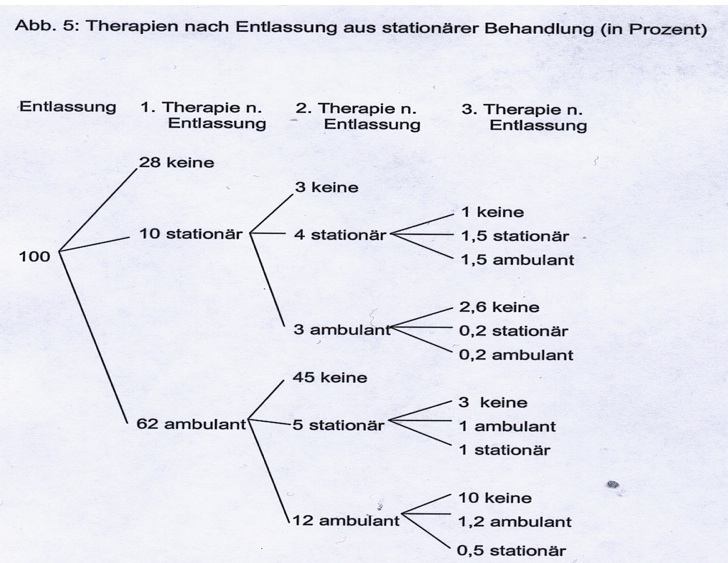 Abb. 5: Therapien nach Entlassung aus stationärer Behandlung (in Prozent)
Entlassung 1. Therapie n. 2. Therapie n. 3. Therapie n.
Entlassung Entlassung Entlassung
28 keine
3 keine
1 keine
10 stationär 4 stationär 1,5 stationär
100
1,5 ambulant
2,6 keine
3 ambulant 0,2 stationär
0,2 ambulant
45 keine
3 keine
62 ambulant 5 stationär 1 ambulant
1 stationär
10 keine
12 ambulant 1,2 ambulant
0,5 stationär